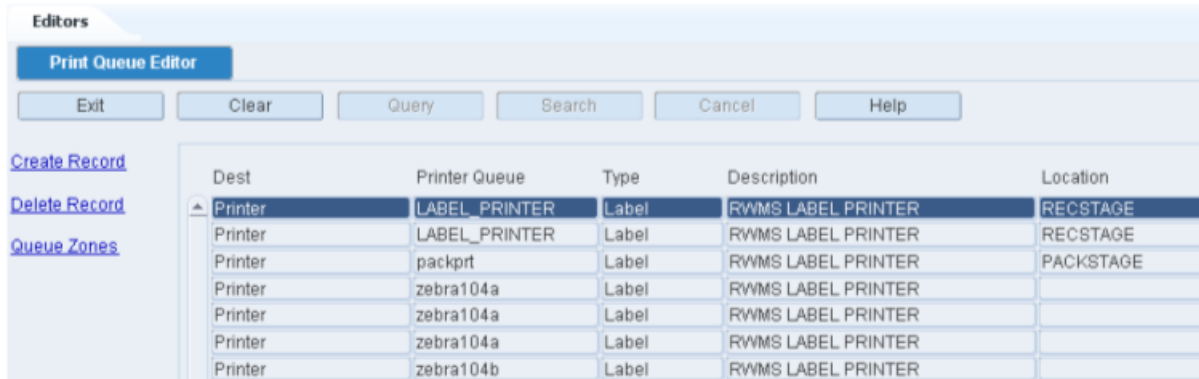 Editors
Print Queue Editor
Exit Clear Query Search Cancel Help
Create Record
Delete Record
Queue Zones
Dest Printer Queue Type Description Location
Printer LABEL_PRINTER Label RWMS LABEL PRINTER RECSTAGE
Printer LABEL_PRINTER Label RWMS LABEL PRINTER RECSTAGE
Printer packprt Label RWMS LABEL PRINTER PACKSTAGE
Printer zebra104a Label RWMS LABEL PRINTER
Printer zebra104a Label RWMS LABEL PRINTER
Printer zebra104a Label RWMS LABEL PRINTER
Printer zebra104b Label RWMS LABEL PRINTER